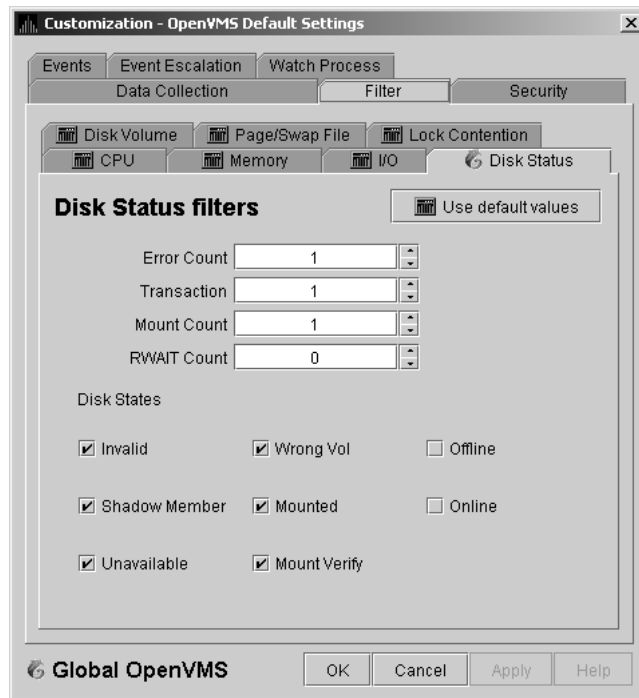 Customization - OpenVMS Default Settings
Events Event Escalation Watch Process
Data Collection Filter Security
Disk Volume Page/Swap File Lock Contention
CPU Memory I/O Disk Status
Disk Status filters Use default values
Error Count 1
Transaction 1
Mount Count 1
RWAIT Count 0
Disk States
Invalid Wrong Vol Offline
Shadow Member Mounted Online
Unavailable Mount Verify
Global OpenVMS OK Cancel Apply Help